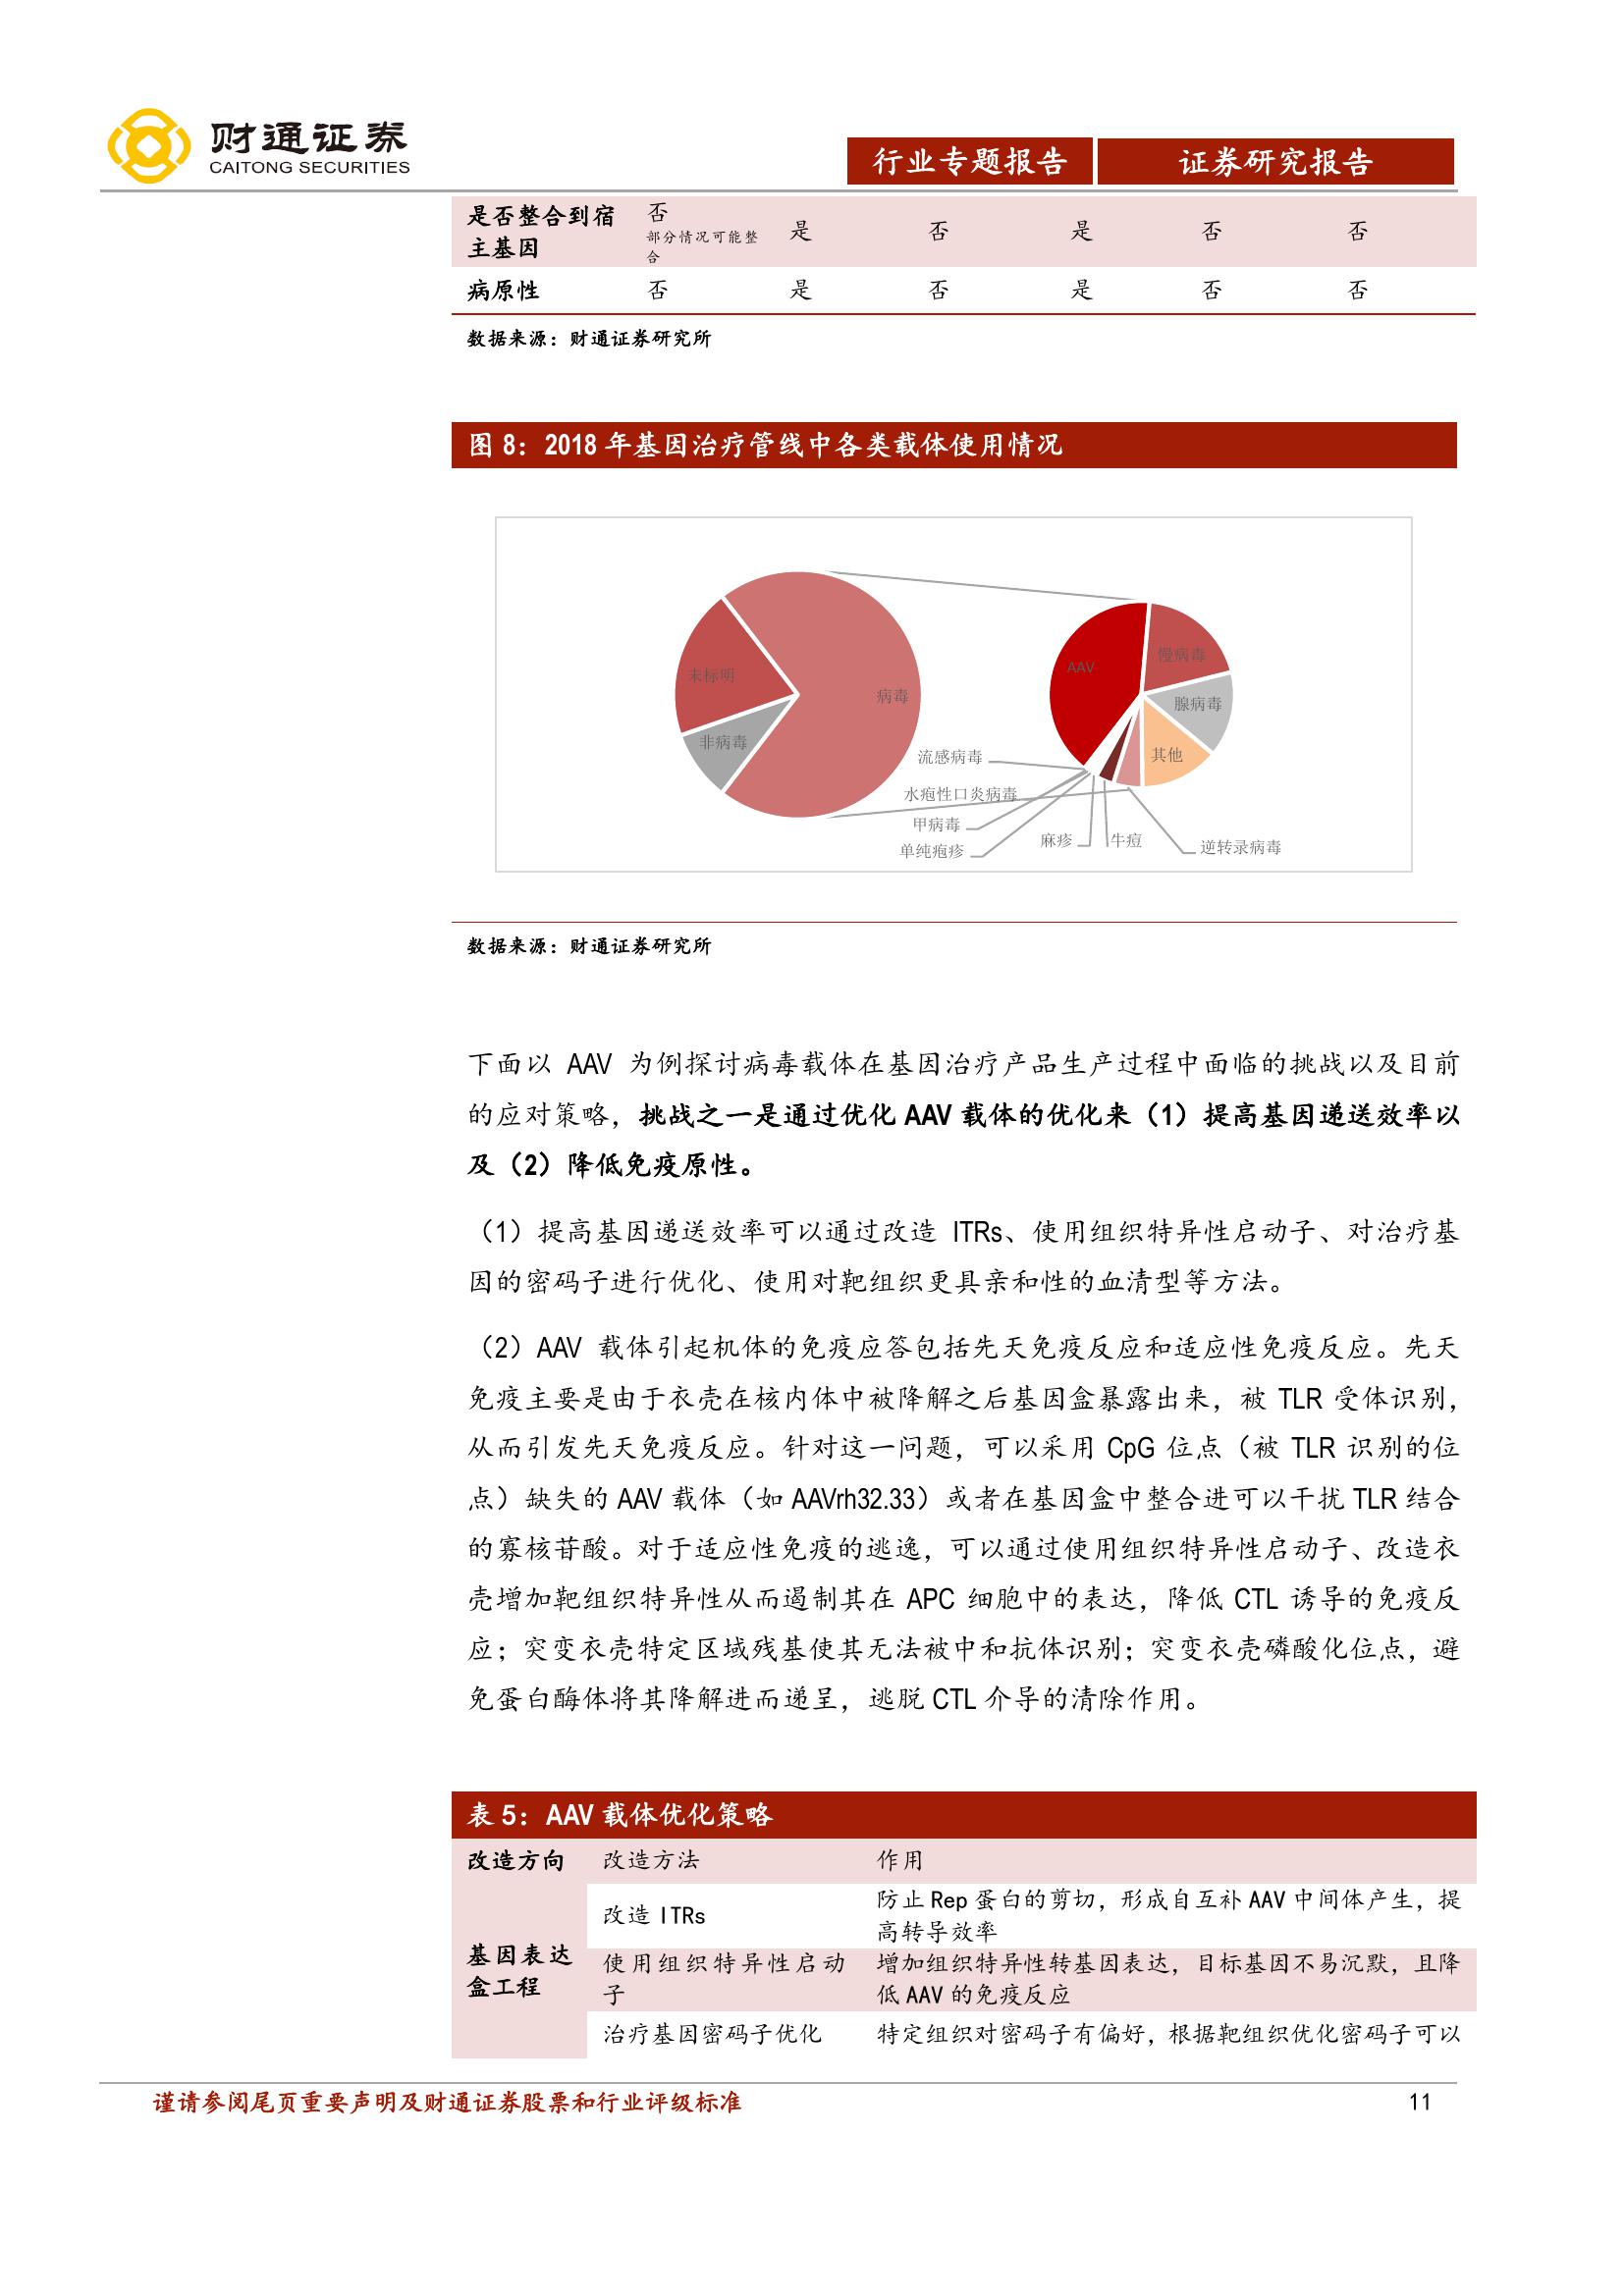 财通证券
CAITONG SECURITIES
行业专题报告 证券研究报告
是否整合到宿主基因 否 部分情况可能整合 是 否 是 否 否
病原性 否 是 否 是 否 否
数据来源：财通证券研究所
图 8：2018 年基因治疗管线中各类载体使用情况
未标明
非病毒
病毒
AAV
慢病毒
腺病毒
其他
流感病毒
水疱性口炎病毒
甲病毒
单纯疱疹
麻疹
牛痘
逆转录病毒
数据来源：财通证券研究所
下面以 AAV 为例探讨病毒载体在基因治疗产品生产过程中面临的挑战以及目前
的应对策略，挑战之一是通过优化 AAV 载体的优化来（1）提高基因递送效率以
及（2）降低免疫原性。
（1）提高基因递送效率可以通过改造 ITRs、使用组织特异性启动子、对治疗基
因的密码子进行优化、使用对靶组织更具亲和性的血清型等方法。
（2）AAV 载体引起机体的免疫应答包括先天免疫反应和适应性免疫反应。先天
免疫主要是由于衣壳在核内体中被降解之后基因盒暴露出来，被 TLR 受体识别，
从而引发先天免疫反应。针对这一问题，可以采用 CpG 位点（被 TLR 识别的位
点）缺失的 AAV 载体（如 AAVrh32.33）或者在基因盒中整合进可以干扰 TLR 结合
的寡核苷酸。对于适应性免疫的逃逸，可以通过使用组织特异性启动子、改造衣
壳增加靶组织特异性从而遏制其在 APC 细胞中的表达，降低 CTL 诱导的免疫反
应；突变衣壳特定区域残基使其无法被中和抗体识别；突变衣壳磷酸化位点，避
免蛋白酶体将其降解进而递呈，逃脱 CTL 介导的清除作用。
表 5：AAV 载体优化策略
改造方向 改造方法 作用
基因表达
盒工程
改造 ITRs
防止 Rep 蛋白的剪切，形成自互补 AAV 中间体产生，提
高转导效率
使用组织特异性启动
子
增加组织特异性转基因表达，目标基因不易沉默，且降
低 AAV 的免疫反应
治疗基因密码子优化
特定组织对密码子有偏好，根据靶组织优化密码子可以
谨请参阅尾页重要声明及财通证券股票和行业评级标准 11